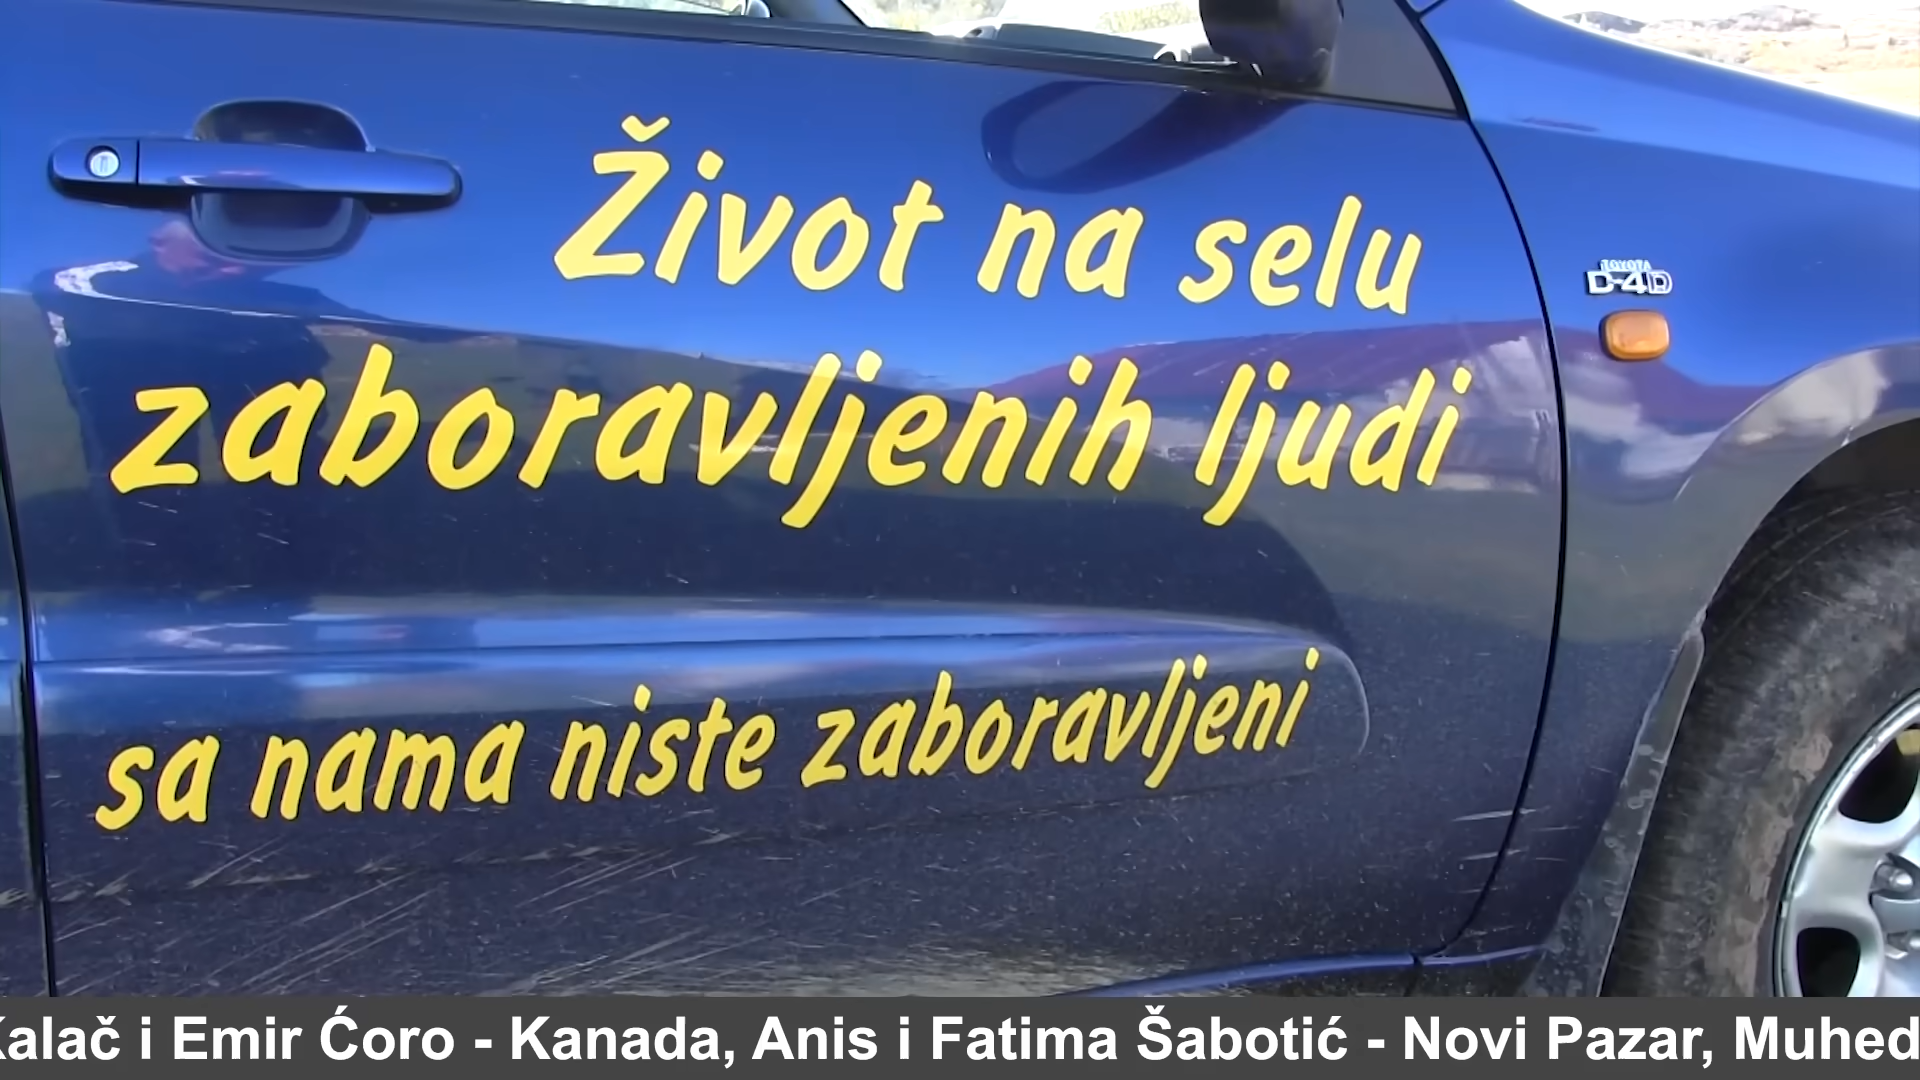 Život na selu
zaboravljenih ljudi
sa nama niste zaboravljeni
TOYOTA
D-4D
Kalač i Emir Ćoro - Kanada, Anis i Fatima Šabotić - Novi Pazar, Muhed